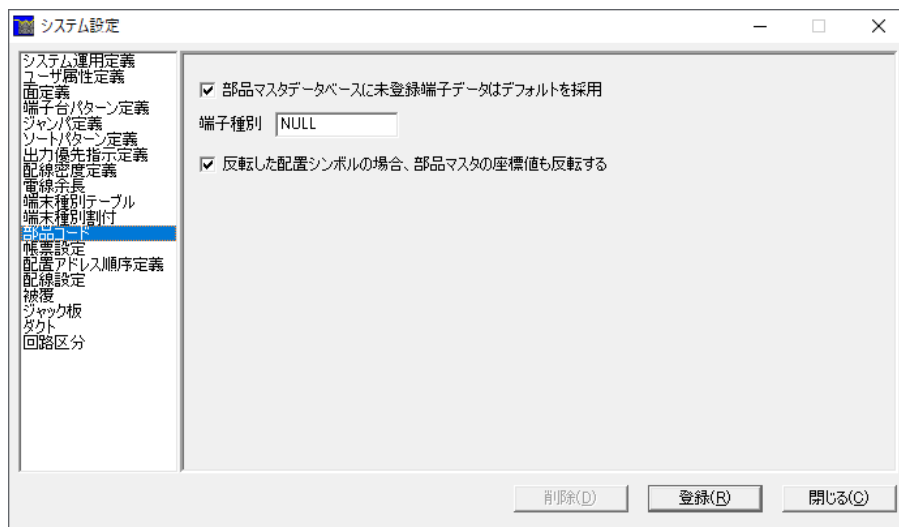 システム設定
システム運用定義
ユーザ属性定義
面定義
端子台パターン定義
ジャンパ定義
ソートパターン定義
出力優先指示定義
配線密度定義
電線余長
端末種別テーブル
端末種別割付
部品コード
帳票設定
配置アドレス順序定義
配線設定
被覆
ジャック板
ダクト
回路区分
部品マスタデータベースに未登録端子データはデフォルトを採用
端子種別 NULL
反転した配置シンボルの場合、部品マスタの座標値も反転する
削除(D) 登録(R) 閉じる(C)